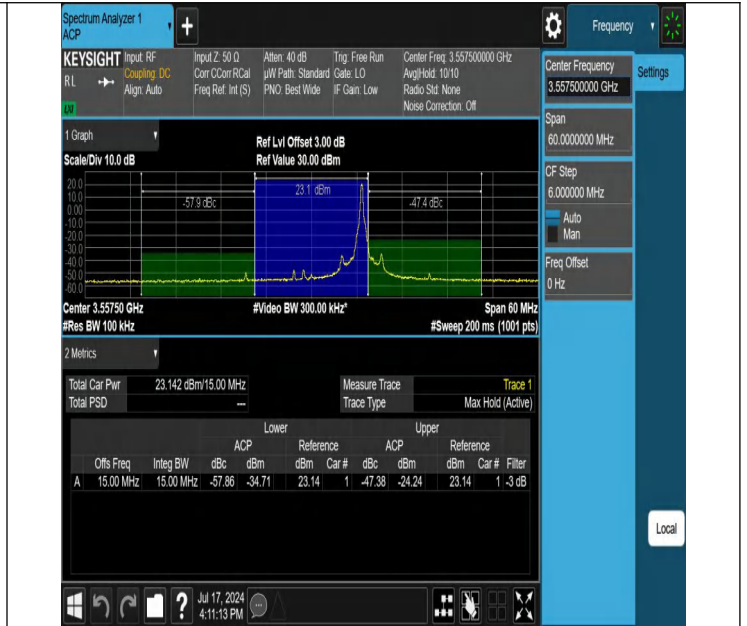 Spectrum Analyzer 1
ACP
+
Frequency
KEYSIGHT Input: RF Input Z: 50 Ω Atten: 40 dB Trig: Free Run Center Freq: 3.557500000 GHz
RL Coupling: DC Corr CCorr RCal µW Path: Standard Gate: LO Avg|Hold: 10/10
Align: Auto Freq Ref: Int (S) PNO: Best Wide IF Gain: Low Radio Std: None
LXI Noise Correction: Off
Center Frequency
3.557500000 GHz
Settings
Span
60.0000000 MHz
CF Step
6.000000 MHz
Auto
Man
Freq Offset
0 Hz
1 Graph
Ref Lvl Offset 3.00 dB
Scale/Div 10.0 dB Ref Value 30.00 dBm
20.0
10.0
0.00
-10.0
-20.0
-30.0
-40.0
-50.0
-60.0
-57.9 dBc 23.1 dBm -47.4 dBc
Center 3.55750 GHz #Video BW 300.00 kHz* Span 60 MHz
#Res BW 100 kHz #Sweep 200 ms (1001 pts)
2 Metrics
Total Car Pwr 23.142 dBm/15.00 MHz Measure Trace Trace 1
Total PSD --- Trace Type Max Hold (Active)
Lower Upper
ACP Reference ACP Reference
Offs Freq Integ BW dBc dBm dBm Car # dBc dBm dBm Car # Filter
A 15.00 MHz 15.00 MHz -57.86 -34.71 23.14 1 -47.38 -24.24 23.14 1 -3 dB
Local
? Jul 17, 2024
4:11:13 PM